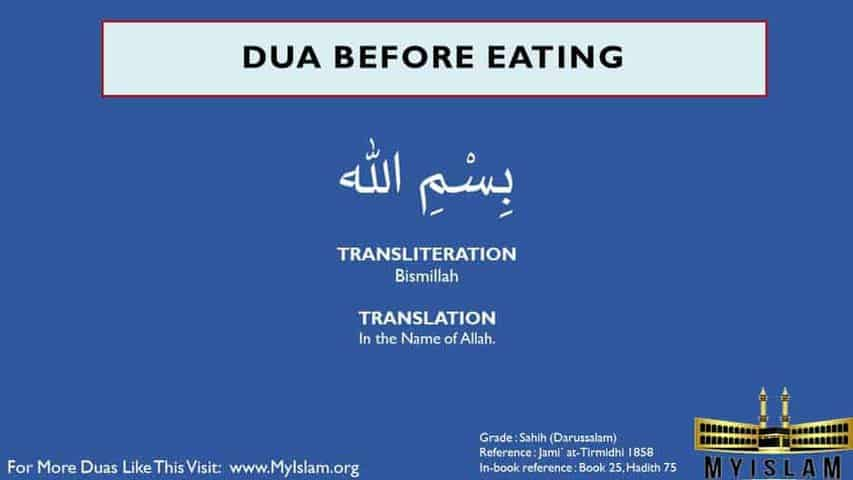 DUA BEFORE EATING
بِسْمِ اللّٰه
TRANSLITERATION
Bismillah
TRANSLATION
In the Name of Allah.
Grade : Sahih (Darussalam)
Reference : Jami` at-Tirmidhi 1858
In-book reference : Book 25, Hadith 75
For More Duas Like This Visit: www.MyIslam.org
MYISLAM